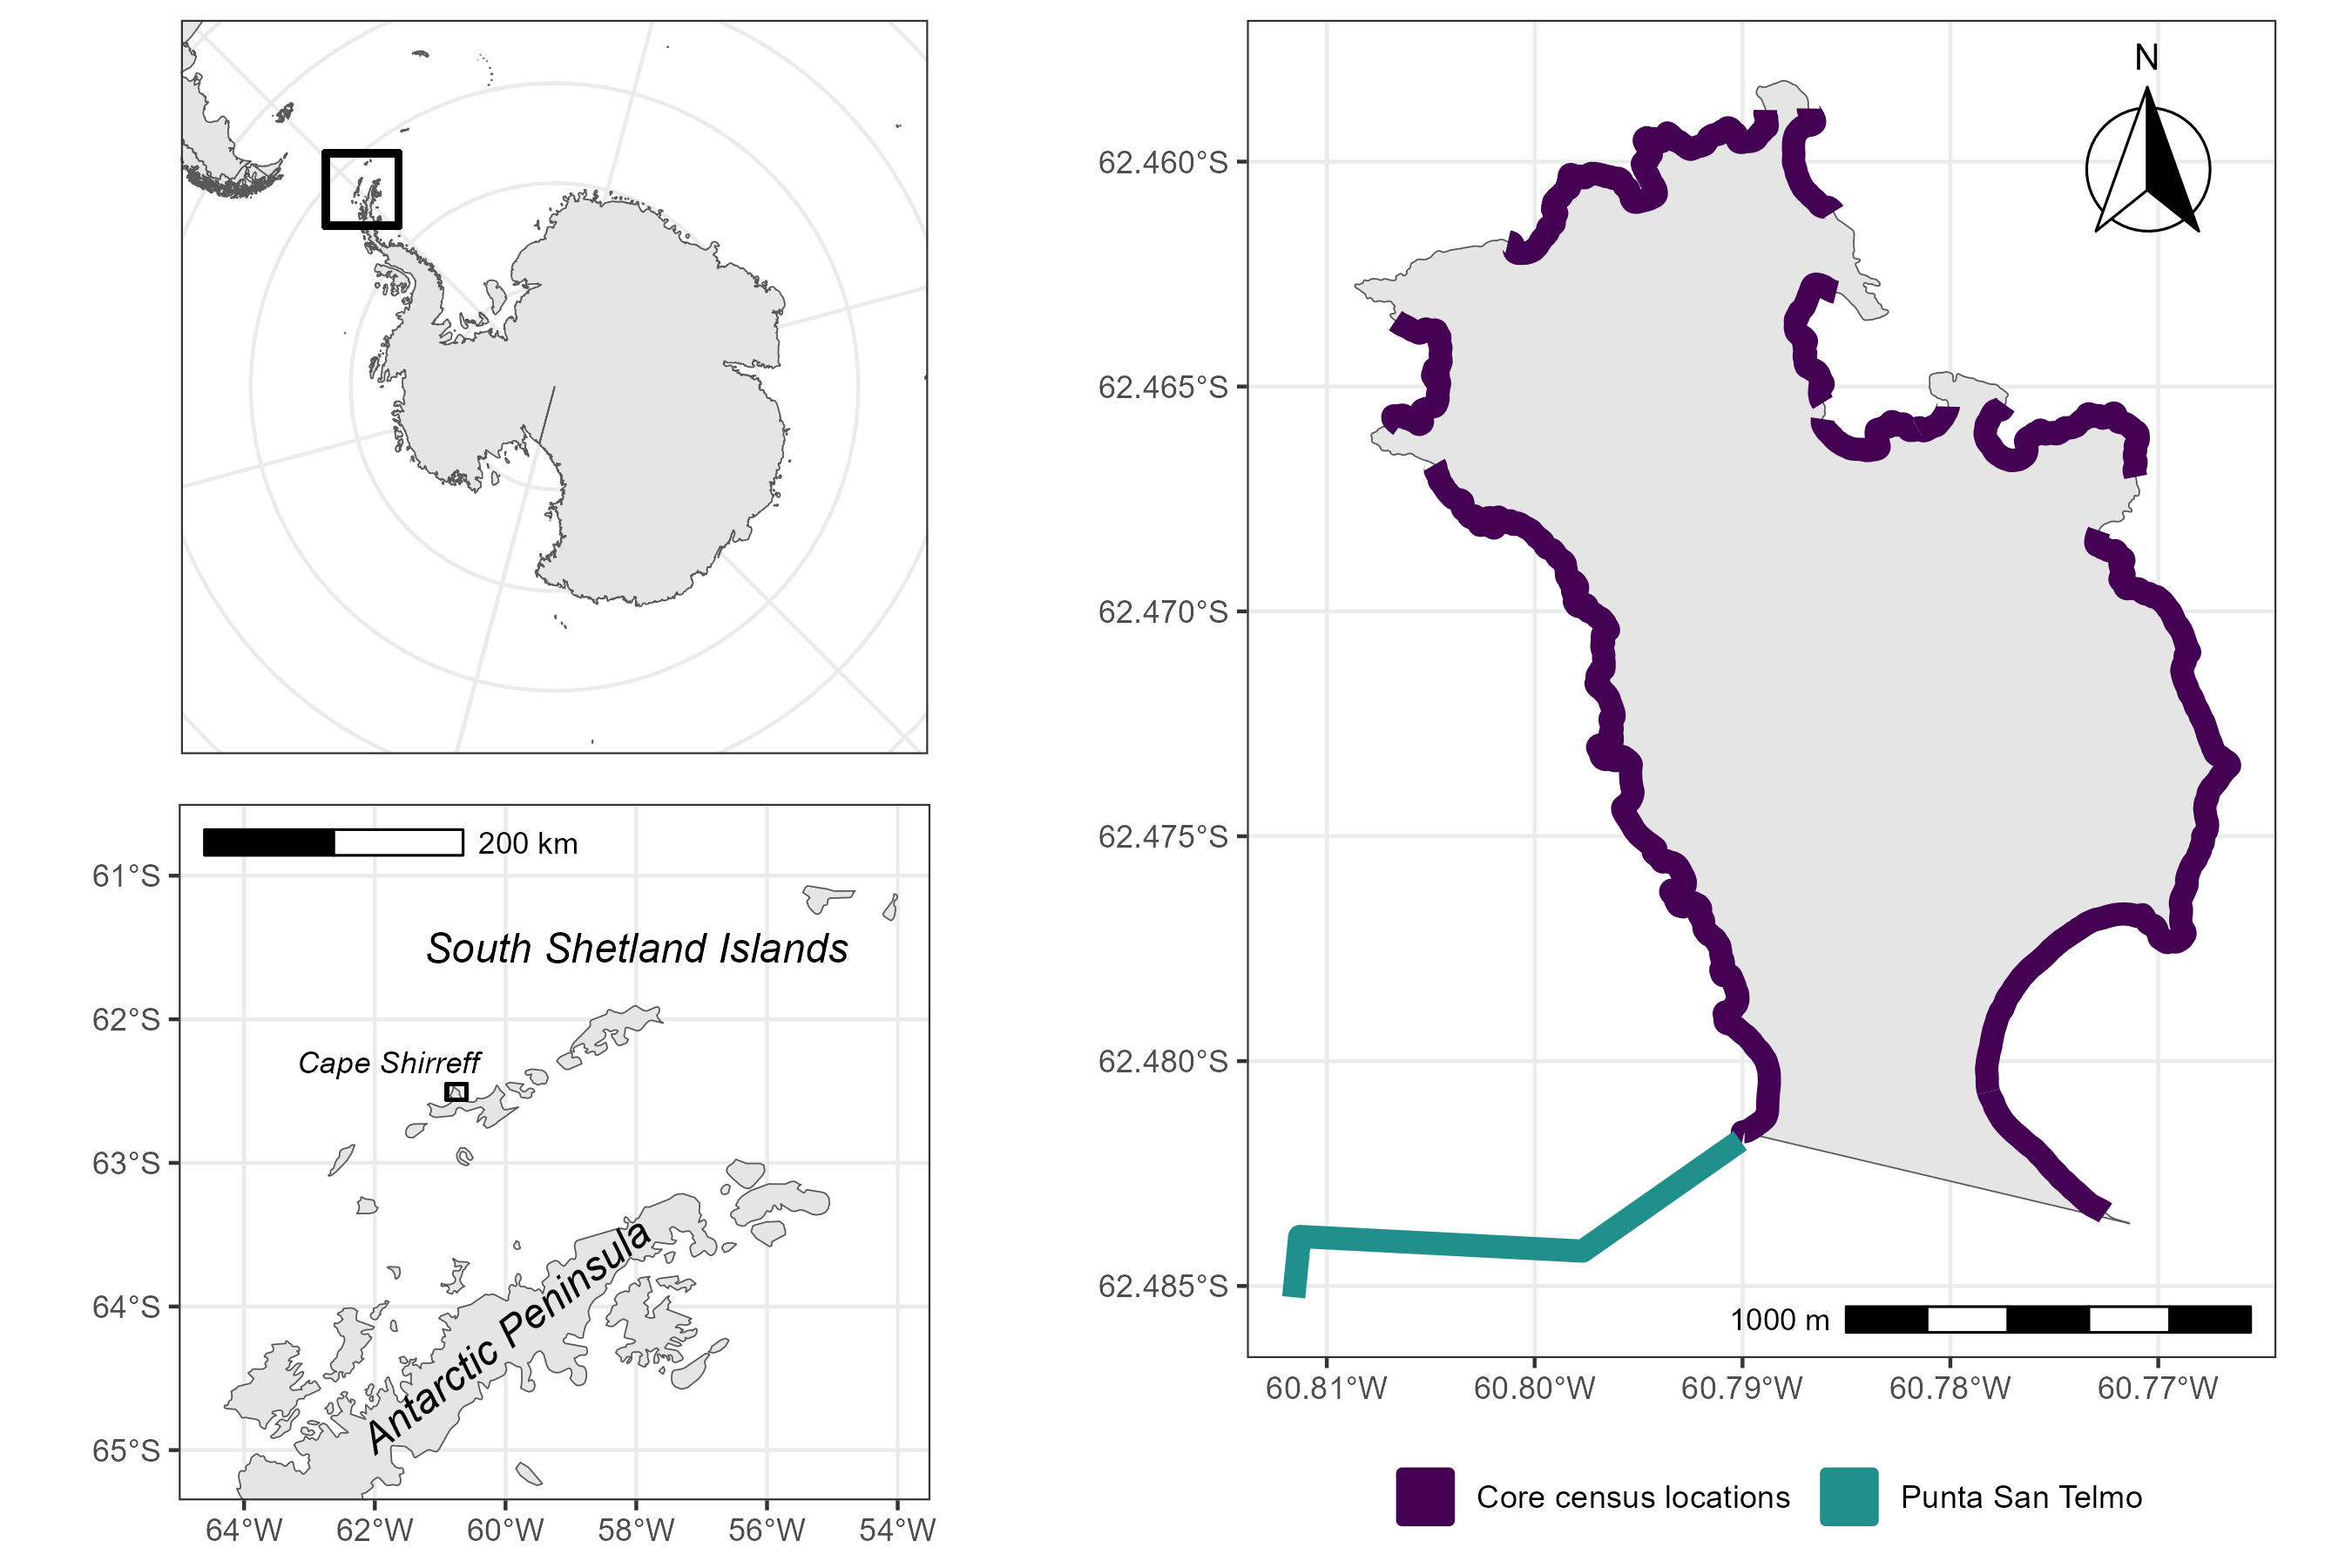 200 km
61°S
South Shetland Islands
62°S
Cape Shirreff
63°S
Antarctic Peninsula
64°S
65°S
64°W 62°W 60°W 58°W 56°W 54°W
N
62.460°S
62.465°S
62.470°S
62.475°S
62.480°S
62.485°S
1000 m
60.81°W 60.80°W 60.79°W 60.78°W 60.77°W
Core census locations Punta San Telmo